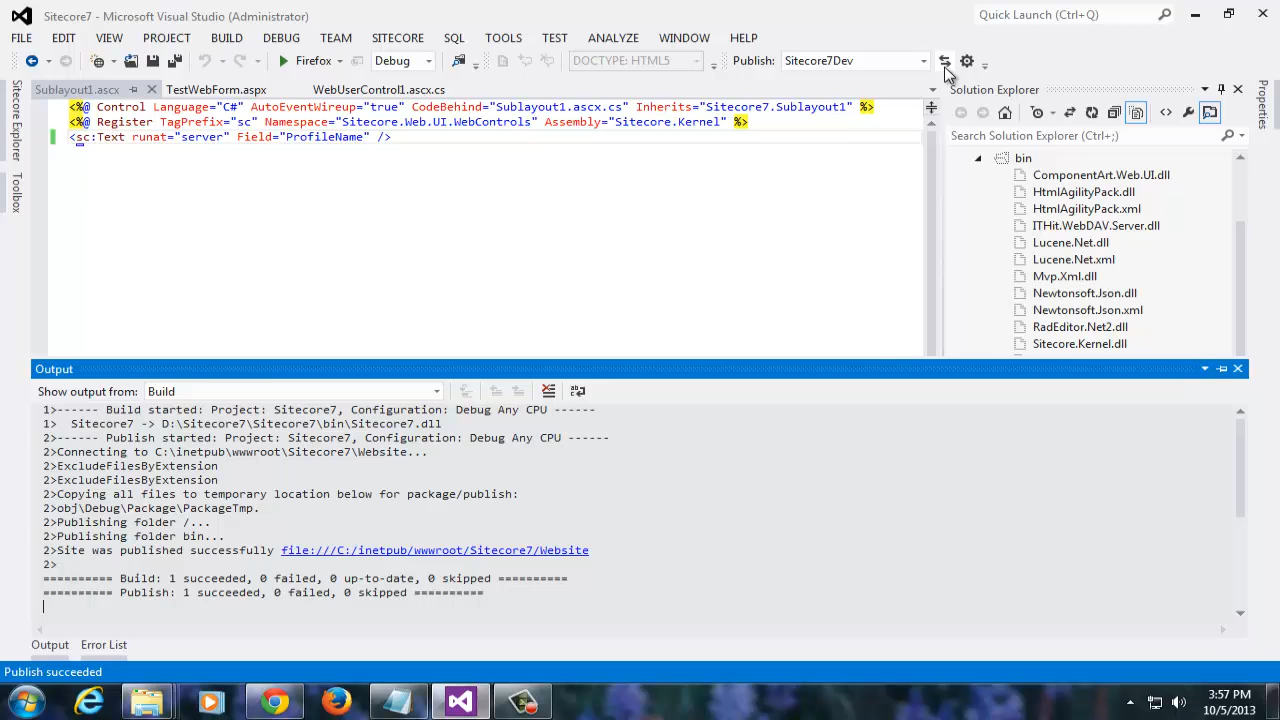 Sitecore7 - Microsoft Visual Studio (Administrator)
Quick Launch (Ctrl+Q)
FILE EDIT VIEW PROJECT BUILD DEBUG TEAM SITECORE SQL TOOLS TEST ANALYZE WINDOW HELP
Firefox Debug DOCTYPE: HTML5 Publish: Sitecore7Dev
Sublayout1.ascx TestWebForm.aspx WebUserControl1.ascx.cs
Solution Explorer
Search Solution Explorer (Ctrl+;)
Sitecore Explorer
Toolbox
Properties
<%@ Control Language="C#" AutoEventWireup="true" CodeBehind="Sublayout1.ascx.cs" Inherits="Sitecore7.Sublayout1" %>
<%@ Register TagPrefix="sc" Namespace="Sitecore.Web.UI.WebControls" Assembly="Sitecore.Kernel" %>
<sc:Text runat="server" Field="ProfileName" />
bin
ComponentArt.Web.UI.dll
HtmlAgilityPack.dll
HtmlAgilityPack.xml
ITHit.WebDAV.Server.dll
Lucene.Net.dll
Lucene.Net.xml
Mvp.Xml.dll
Newtonsoft.Json.dll
Newtonsoft.Json.xml
RadEditor.Net2.dll
Sitecore.Kernel.dll
Output
Show output from: Build
1>------ Build started: Project: Sitecore7, Configuration: Debug Any CPU ------
1>  Sitecore7 -> D:\Sitecore7\Sitecore7\bin\Sitecore7.dll
2>------ Publish started: Project: Sitecore7, Configuration: Debug Any CPU ------
2>Connecting to C:\inetpub\wwwroot\Sitecore7\Website...
2>ExcludeFilesByExtension
2>ExcludeFilesByExtension
2>Copying all files to temporary location below for package/publish:
2>obj\Debug\Package\PackageTmp.
2>Publishing folder /...
2>Publishing folder bin...
2>Site was published successfully file:///C:/inetpub/wwwroot/Sitecore7/Website
2>
========== Build: 1 succeeded, 0 failed, 0 up-to-date, 0 skipped ==========
========== Publish: 1 succeeded, 0 failed, 0 skipped ==========
Output Error List
Publish succeeded
3:57 PM
10/5/2013